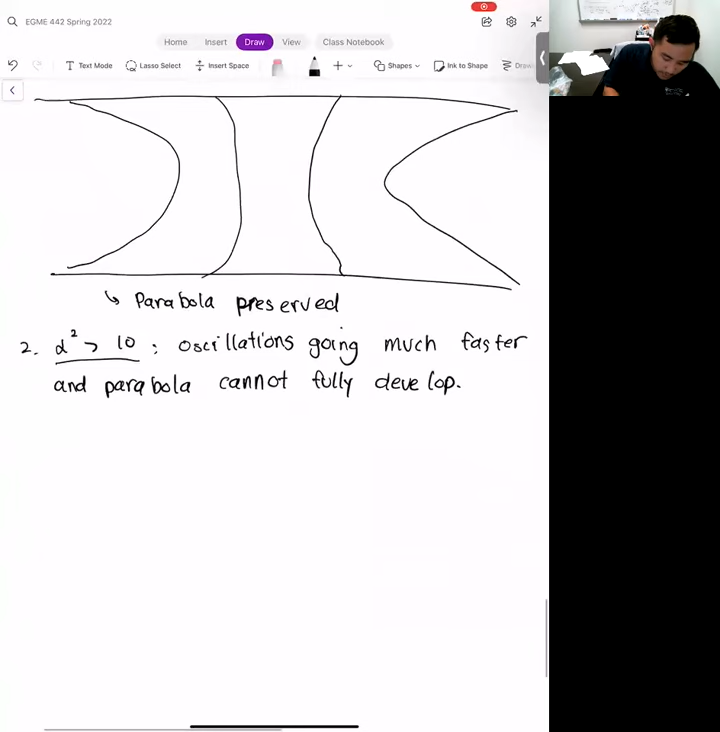 EGME 442 Spring 2022
Home Insert Draw View Class Notebook
Text Mode Lasso Select Insert Space Shapes Ink to Shape Draw
↳ Parabola preserved
2. α² > 10 : oscillations going much faster
and parabola cannot fully develop.